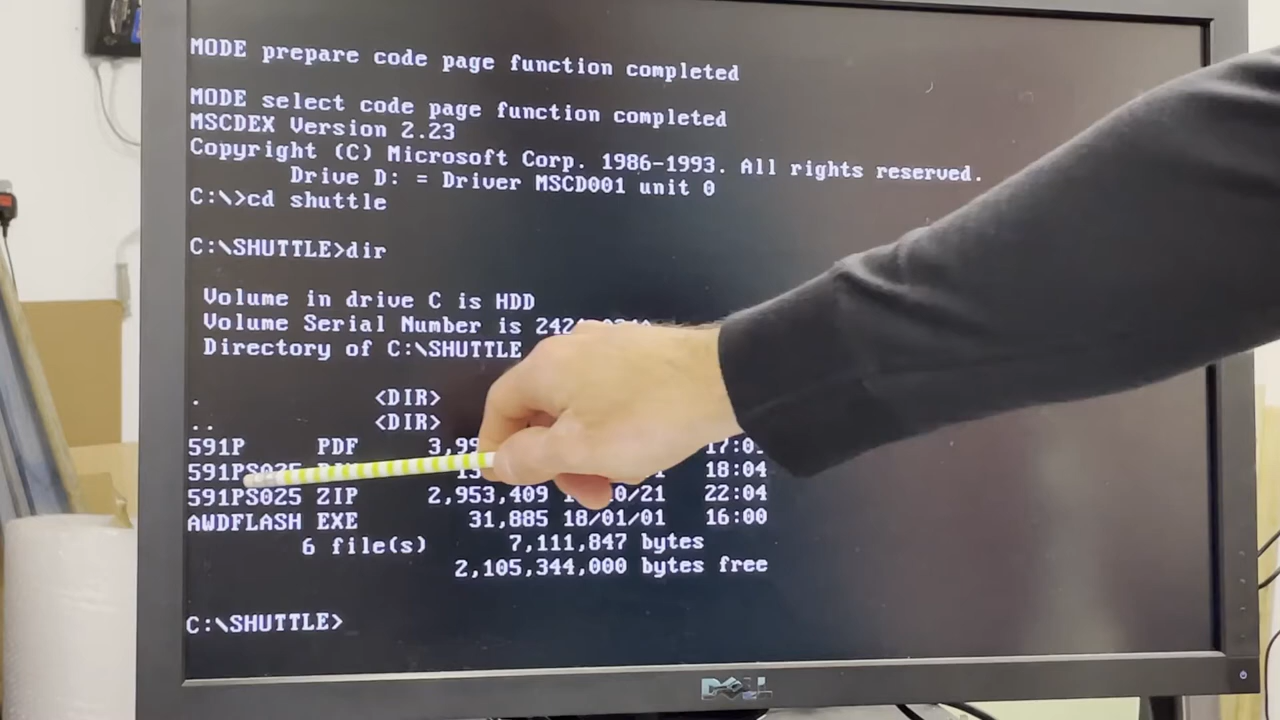 MODE prepare code page function completed
MODE select code page function completed
MSCDEX Version 2.23
Copyright (C) Microsoft Corp. 1986-1993. All rights reserved.
Drive D: = Driver MSCD001 unit 0
C:\>cd shuttle
C:\SHUTTLE>dir
Volume in drive C is HDD
Volume Serial Number is
Directory of C:\SHUTTLE
. <DIR>
.. <DIR>
591P PDF
591PS025 18:04
591PS025 ZIP 2,953,409 22:04
AWDFLASH EXE 31,885 18/01/01 16:00
6 file(s) 7,111,847 bytes
2,105,344,000 bytes free
C:\SHUTTLE>
DELL